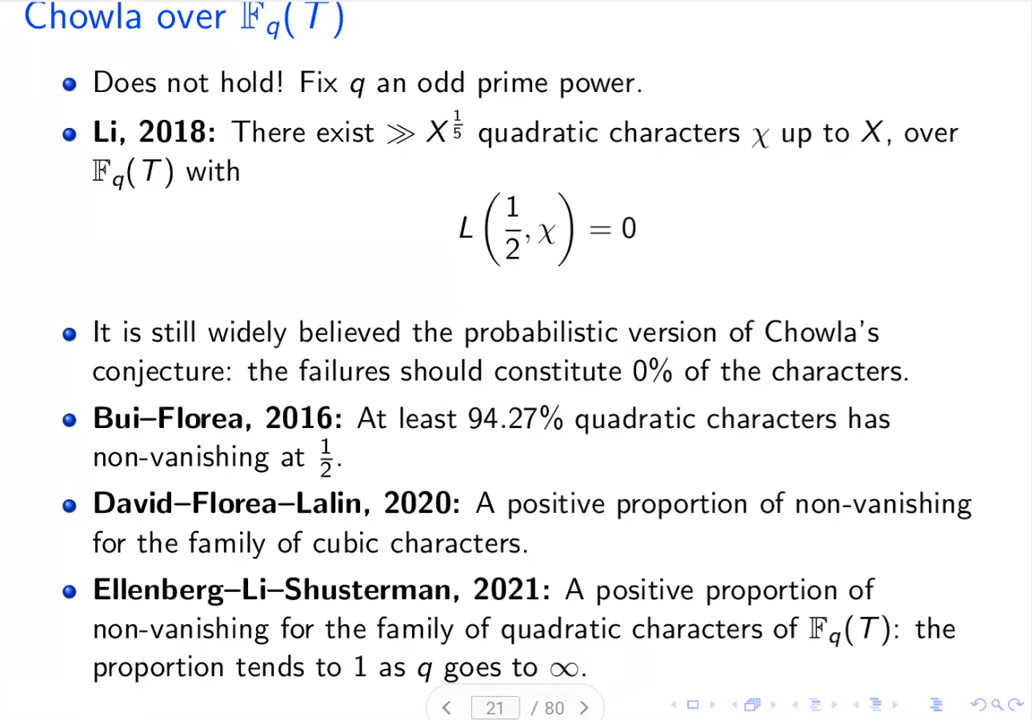 Chowla over 𝔽_q(T)
Does not hold! Fix q an odd prime power.
Li, 2018: There exist ≫ X^{1/5} quadratic characters χ up to X, over
𝔽_q(T) with
L(1/2, χ) = 0
It is still widely believed the probabilistic version of Chowla's
conjecture: the failures should constitute 0% of the characters.
Bui–Florea, 2016: At least 94.27% quadratic characters has
non-vanishing at 1/2.
David–Florea–Lalin, 2020: A positive proportion of non-vanishing
for the family of cubic characters.
Ellenberg–Li–Shusterman, 2021: A positive proportion of
non-vanishing for the family of quadratic characters of 𝔽_q(T): the
proportion tends to 1 as q goes to ∞.
21 / 80